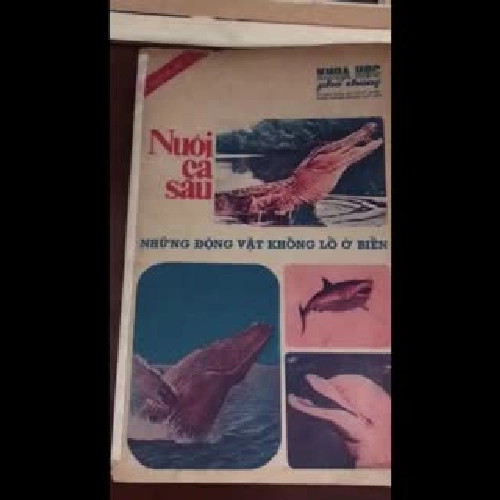 KHOA HỌC
phổ thông
Nuôi
cá
sấu
NHỮNG ĐỘNG VẬT KHỔNG LỒ Ở BIỂN